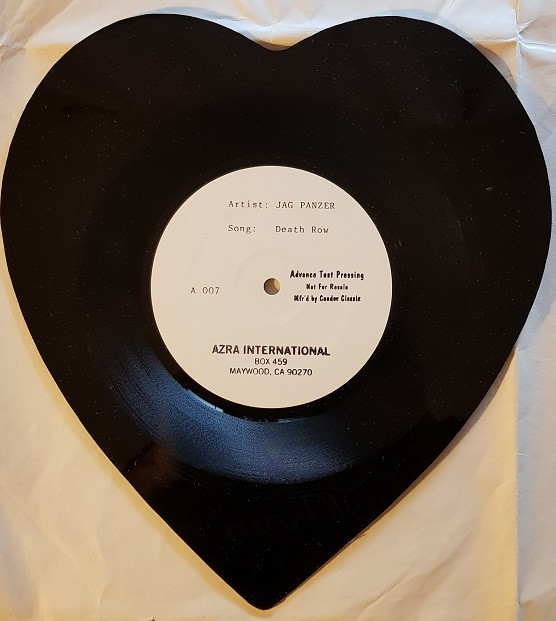 Artist: JAG PANZER
Song: Death Row
Advance Test Pressing
Not For Resale
A 007
Mfr'd by Condor Classix
AZRA INTERNATIONAL
BOX 459
MAYWOOD, CA 90270